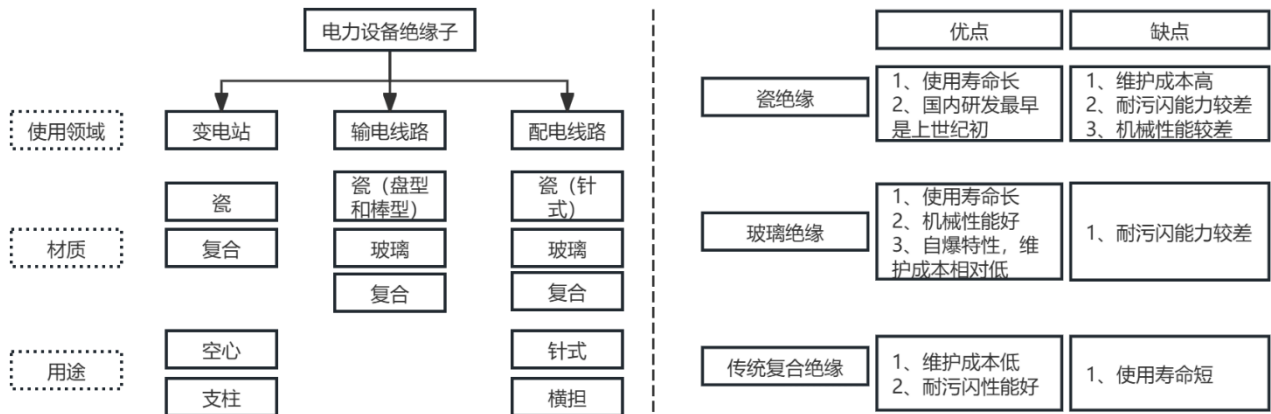 电力设备绝缘子
使用领域
变电站
输电线路
配电线路
材质
瓷
瓷（盘型
和棒型）
瓷（针
式）
复合
玻璃
玻璃
复合
复合
用途
空心
针式
支柱
横担
优点
缺点
瓷绝缘
1、使用寿命长
2、国内研发最早
是上世纪初
1、维护成本高
2、耐污闪能力较差
3、机械性能较差
玻璃绝缘
1、使用寿命长
2、机械性能好
3、自爆特性，维
护成本相对低
1、耐污闪能力较差
传统复合绝缘
1、维护成本低
2、耐污闪性能好
1、使用寿命短